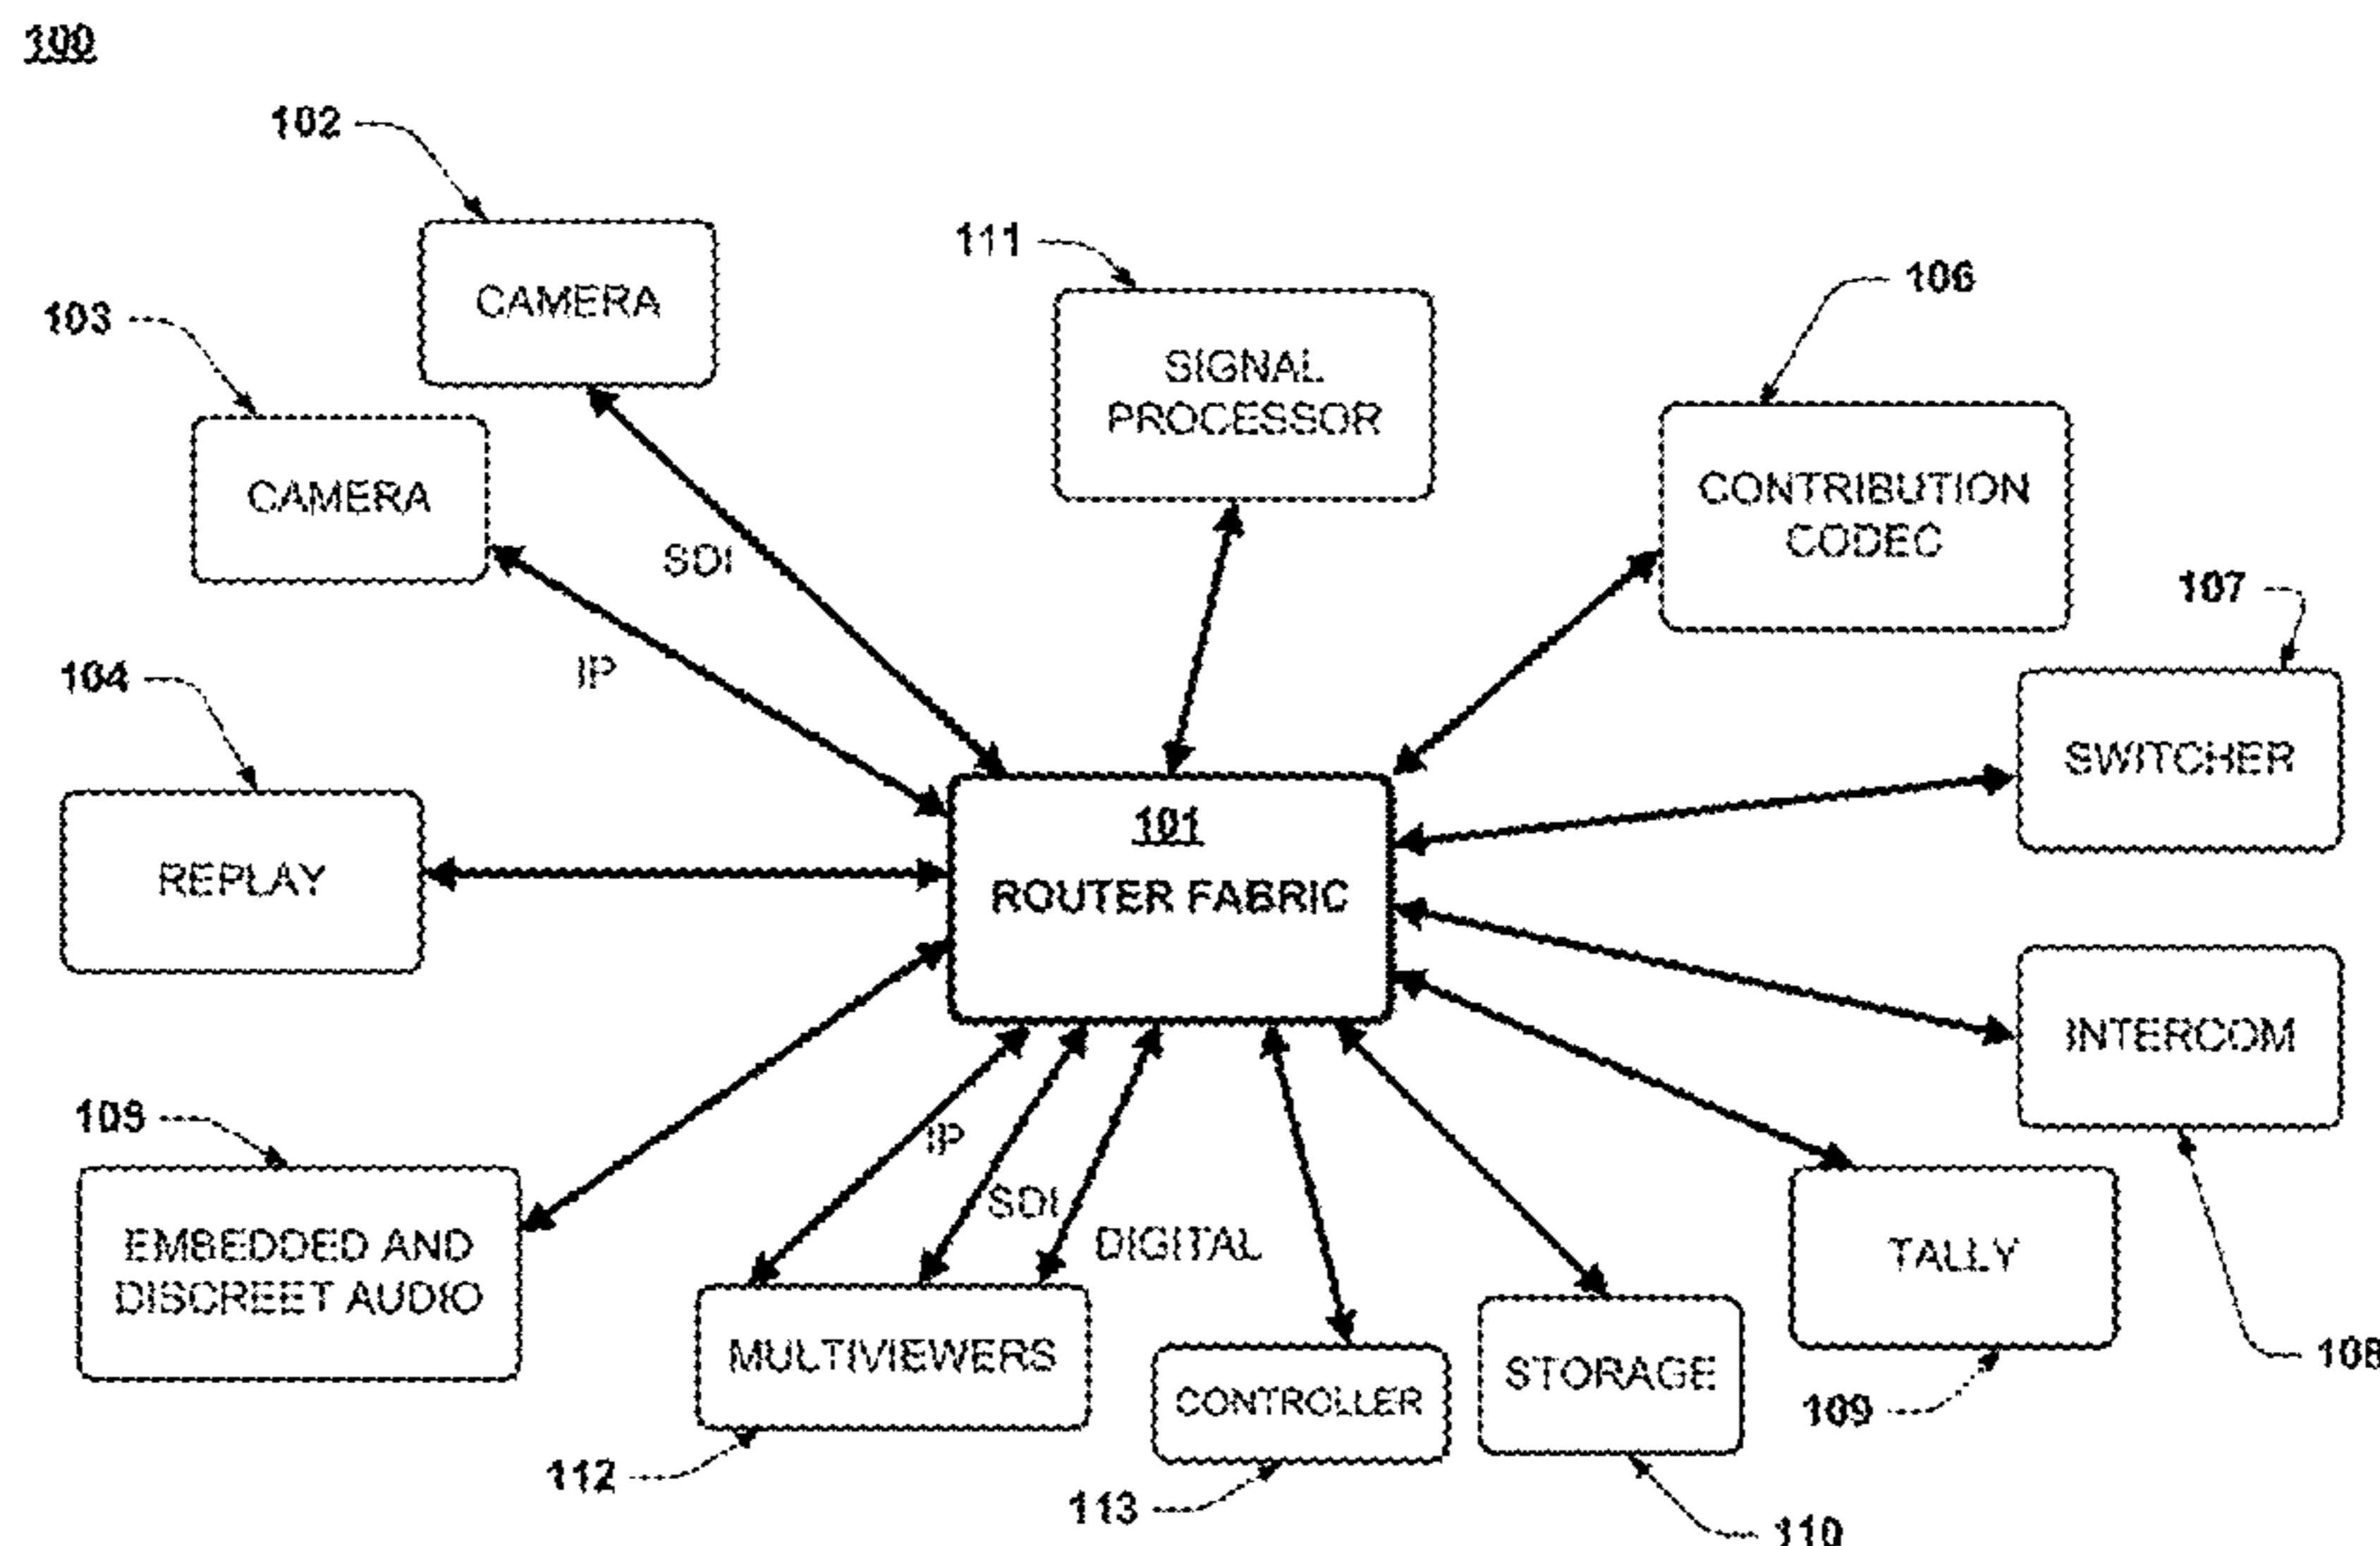 100
102
CAMERA
103
CAMERA
111
SIGNAL
PROCESSOR
106
CONTRIBUTION
CODEC
107
SWITCHER
SDI
IP
104
REPLAY
101
ROUTER FABRIC
INTERCOM
108
EMBEDDED AND
DISCREET AUDIO
IP
SDI
DIGITAL
MULTIVIEWERS
112
CONTROLLER
113
STORAGE
110
TALLY
109